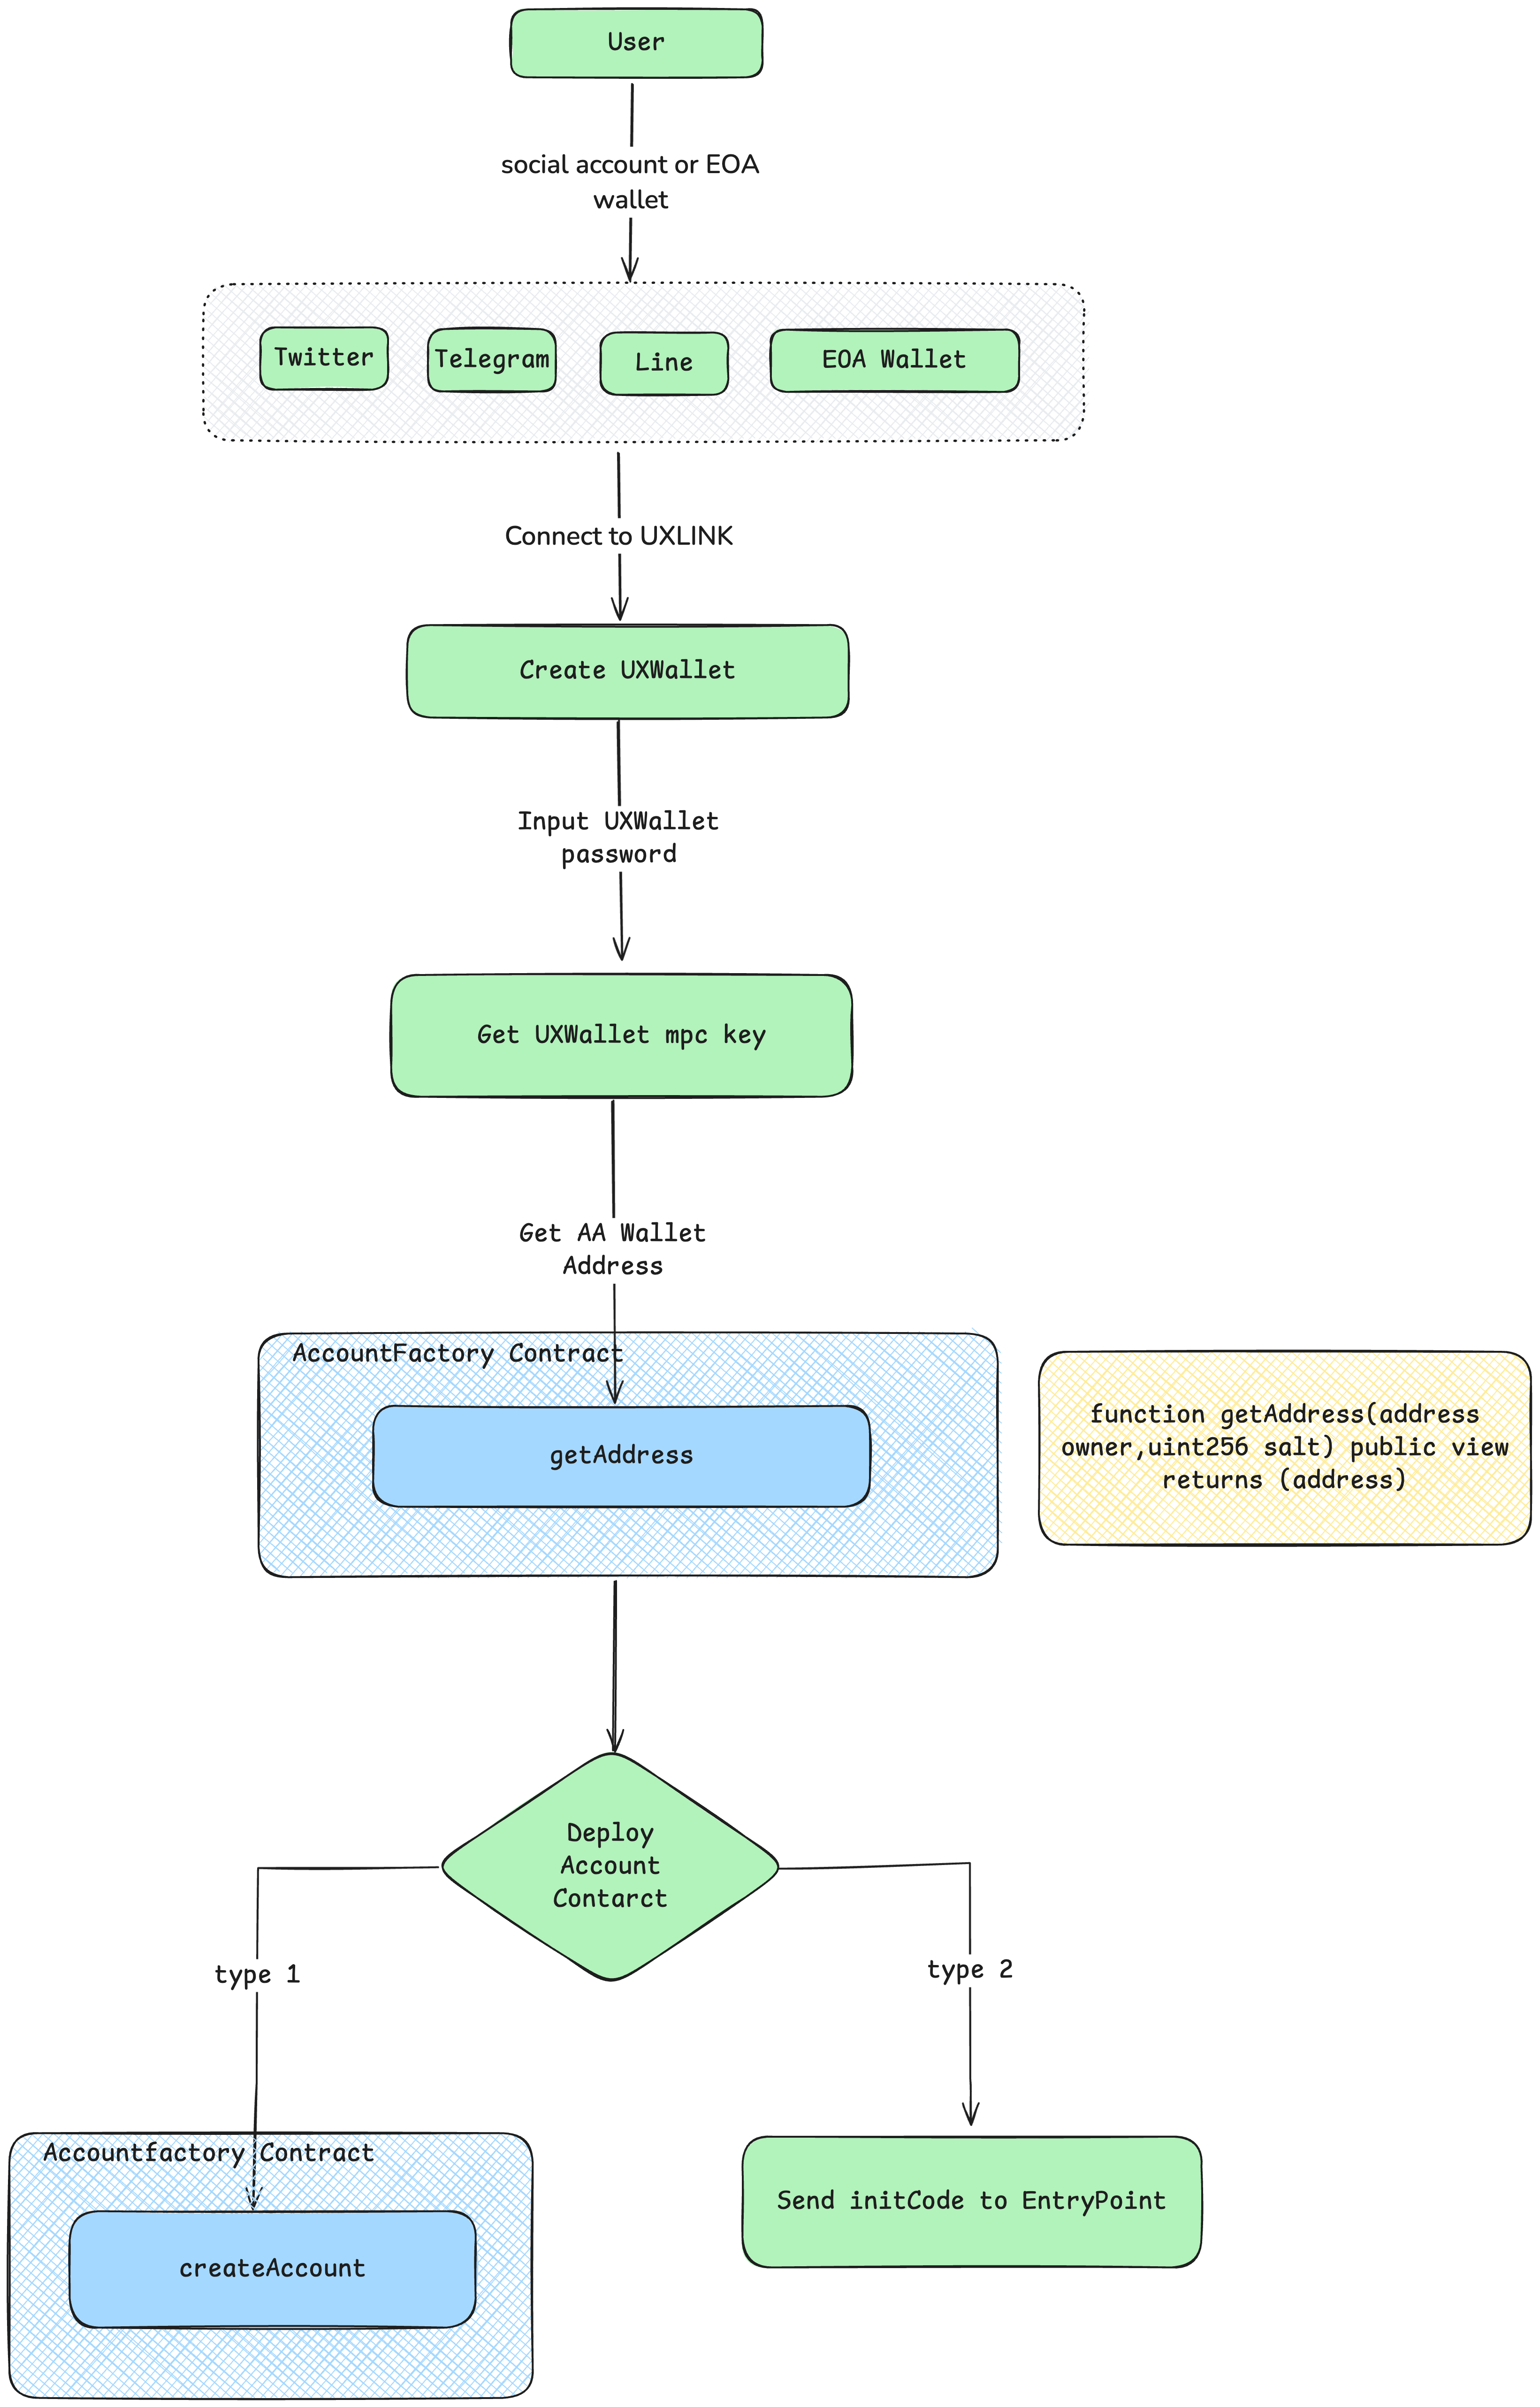 User
social account or EOA
wallet
Twitter
Telegram
Line
EOA Wallet
Connect to UXLINK
Create UXWallet
Input UXWallet
password
Get UXWallet mpc key
Get AA Wallet
Address
AccountFactory Contract
getAddress
function getAddress(address
owner,uint256 salt) public view
returns (address)
Deploy
Account
Contarct
type 1
type 2
Accountfactory Contract
createAccount
Send initCode to EntryPoint